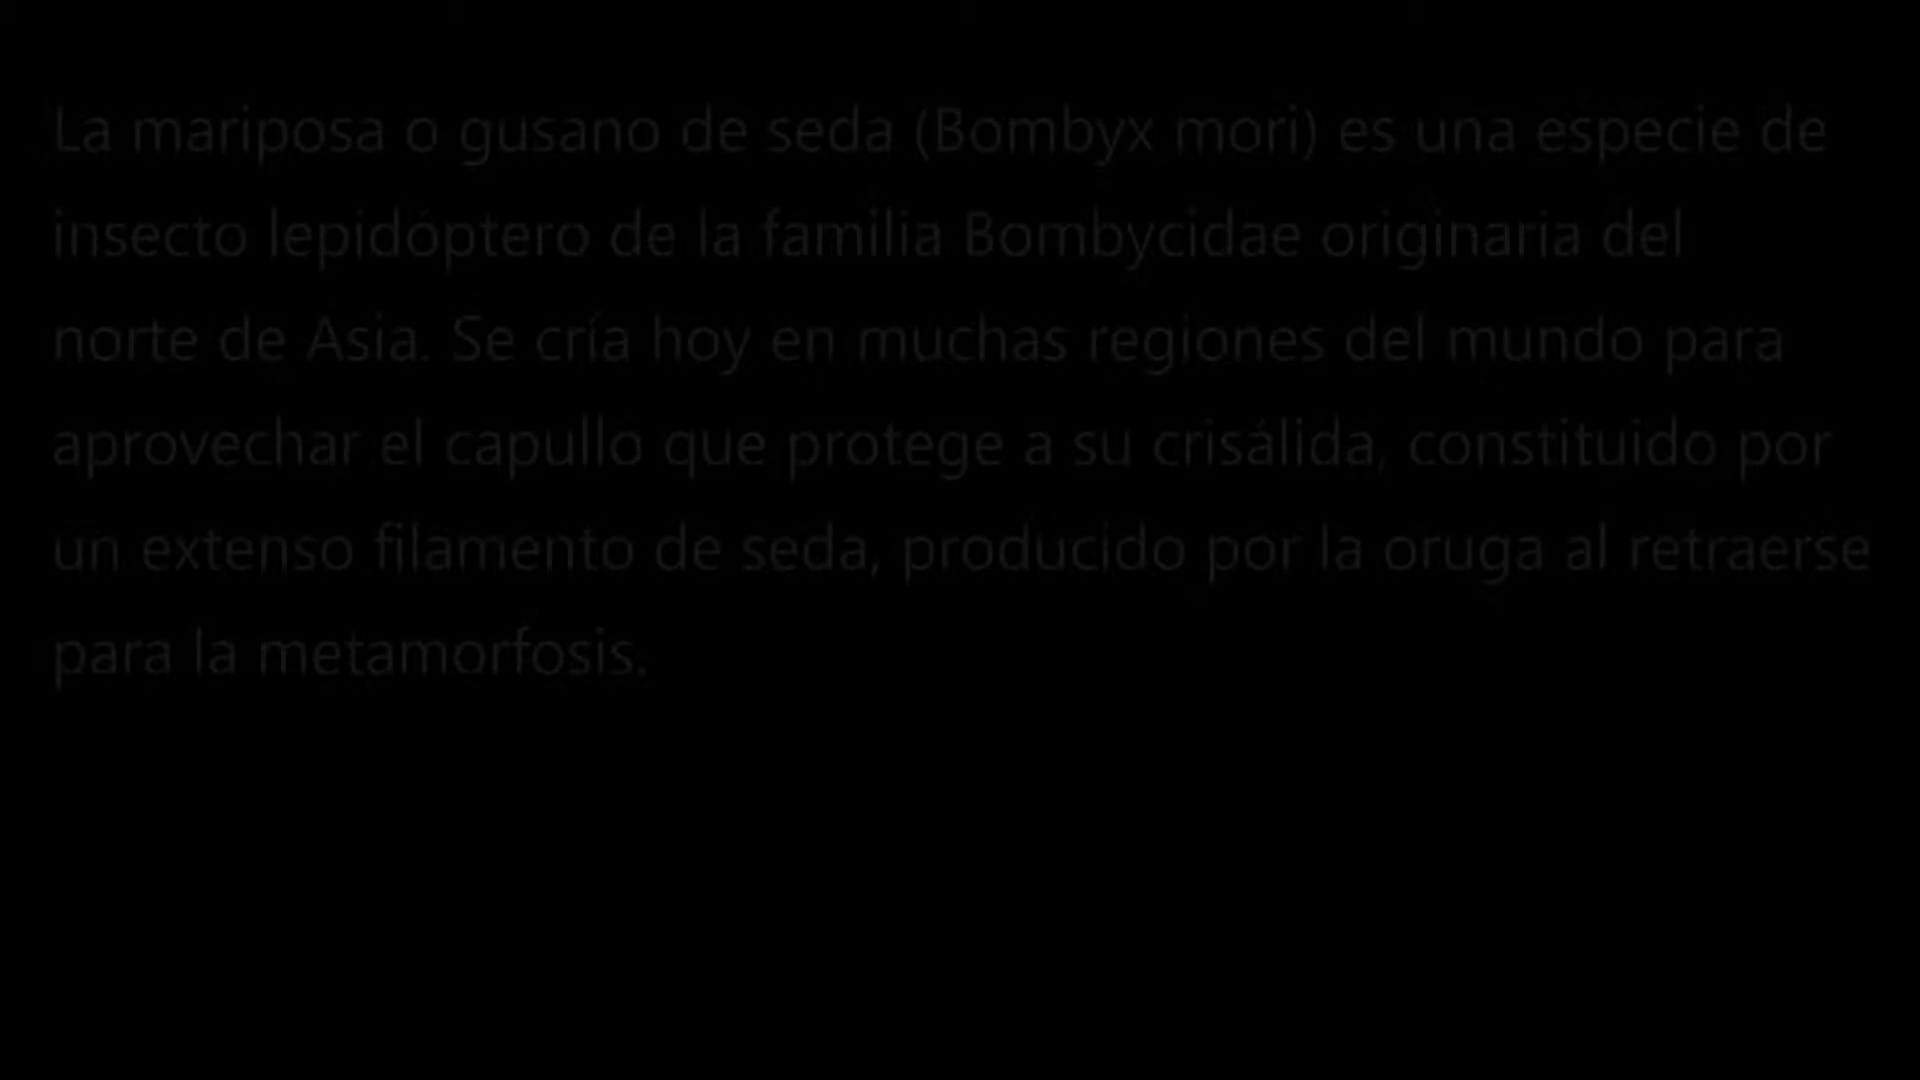 La mariposa o gusano de seda (Bombyx mori) es una especie de
insecto lepidóptero de la familia Bombycidae originaria del
norte de Asia. Se cría hoy en muchas regiones del mundo para
aprovechar el capullo que protege a su crisálida, constituido por
un extenso filamento de seda, producido por la oruga al retraerse
para la metamorfosis.